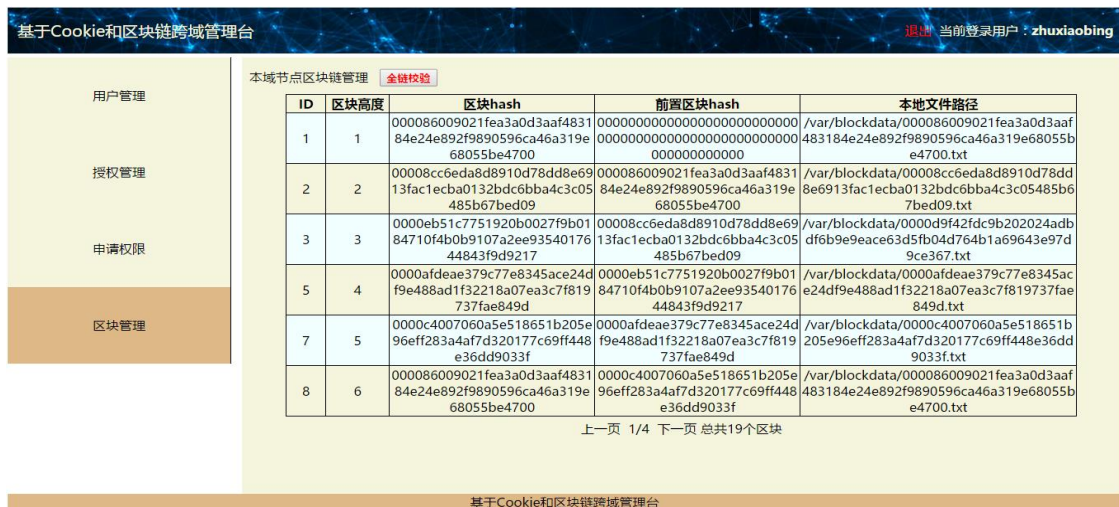 基于Cookie和区块链跨域管理台
退出 当前登录用户：zhuxiaobing
用户管理
授权管理
申请权限
区块管理
本域节点区块链管理 全链校验
ID 区块高度 区块hash 前置区块hash 本地文件路径
000086009021fea3a0d3aaf4831 000000000000000000000000000 /var/blockdata/000086009021fea3a0d3aaf
1 1 84e24e892f9890596ca46a319e 000000000000000000000000000 483184e24e892f9890596ca46a319e68055b
68055be4700 000000000000 e4700.txt
00008cc6eda8d8910d78dd8e69 000086009021fea3a0d3aaf4831 /var/blockdata/00008cc6eda8d8910d78dd
2 2 13fac1ecba0132bdc6bba4c3c05 84e24e892f9890596ca46a319e 8e6913fac1ecba0132bdc6bba4c3c05485b6
485b67bed09 68055be4700 7bed09.txt
0000eb51c7751920b0027f9b01 00008cc6eda8d8910d78dd8e69 /var/blockdata/0000d9f42fdc9b202024adb
3 3 84710f4b0b9107a2ee93540176 13fac1ecba0132bdc6bba4c3c05 df6b9e9eace63d5fb04d764b1a69643e97d
44843f9d9217 485b67bed09 9ce367.txt
0000afdeae379c77e8345ace24d 0000eb51c7751920b0027f9b01 /var/blockdata/0000afdeae379c77e8345ac
5 4 f9e488ad1f32218a07ea3c7f819 84710f4b0b9107a2ee93540176 e24df9e488ad1f32218a07ea3c7f819737fae
737fae849d 44843f9d9217 849d.txt
0000c4007060a5e518651b205e 0000afdeae379c77e8345ace24d /var/blockdata/0000c4007060a5e518651b
7 5 96eff283a4af7d320177c69ff448 f9e488ad1f32218a07ea3c7f819 205e96eff283a4af7d320177c69ff448e36dd
e36dd9033f 737fae849d 9033f.txt
000086009021fea3a0d3aaf4831 0000c4007060a5e518651b205e /var/blockdata/000086009021fea3a0d3aaf
8 6 84e24e892f9890596ca46a319e 96eff283a4af7d320177c69ff448 483184e24e892f9890596ca46a319e68055b
68055be4700 e36dd9033f e4700.txt
上一页 1/4 下一页 总共19个区块
基于Cookie和区块链跨域管理台